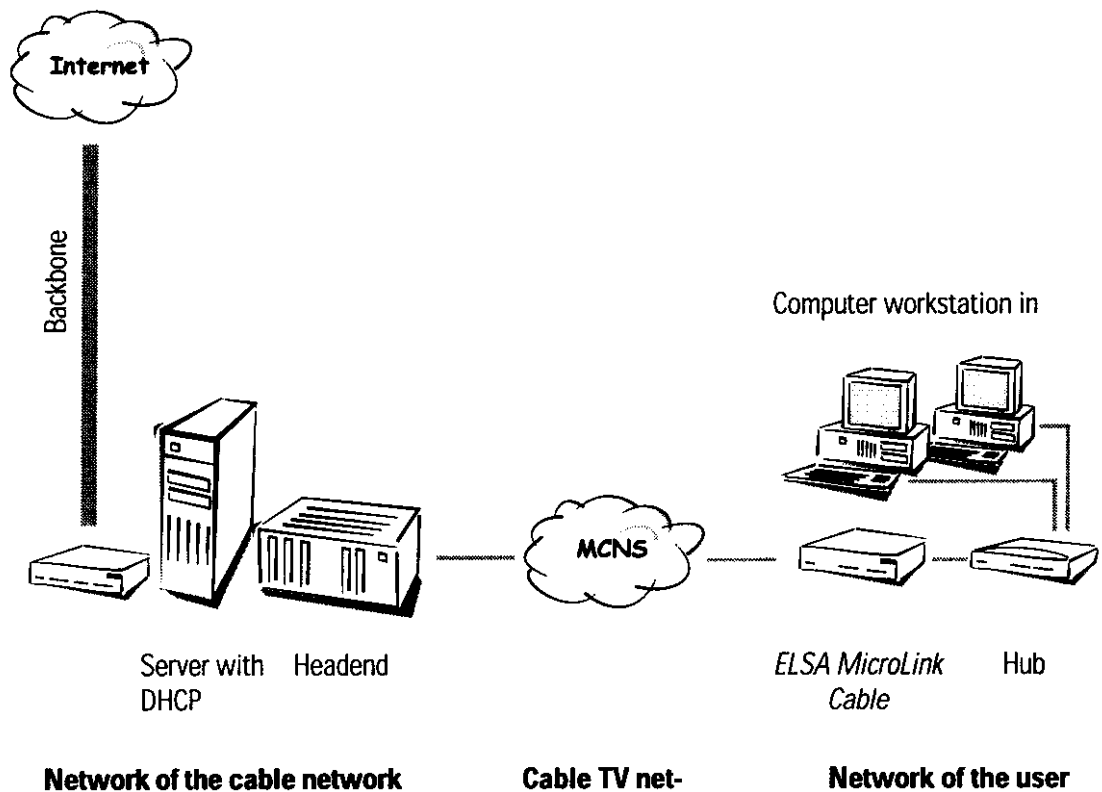 Internet
Backbone
Computer workstation in
MCNS
Server with
DHCP
Headend
ELSA MicroLink
Cable
Hub
Network of the cable network
Cable TV net-
Network of the user